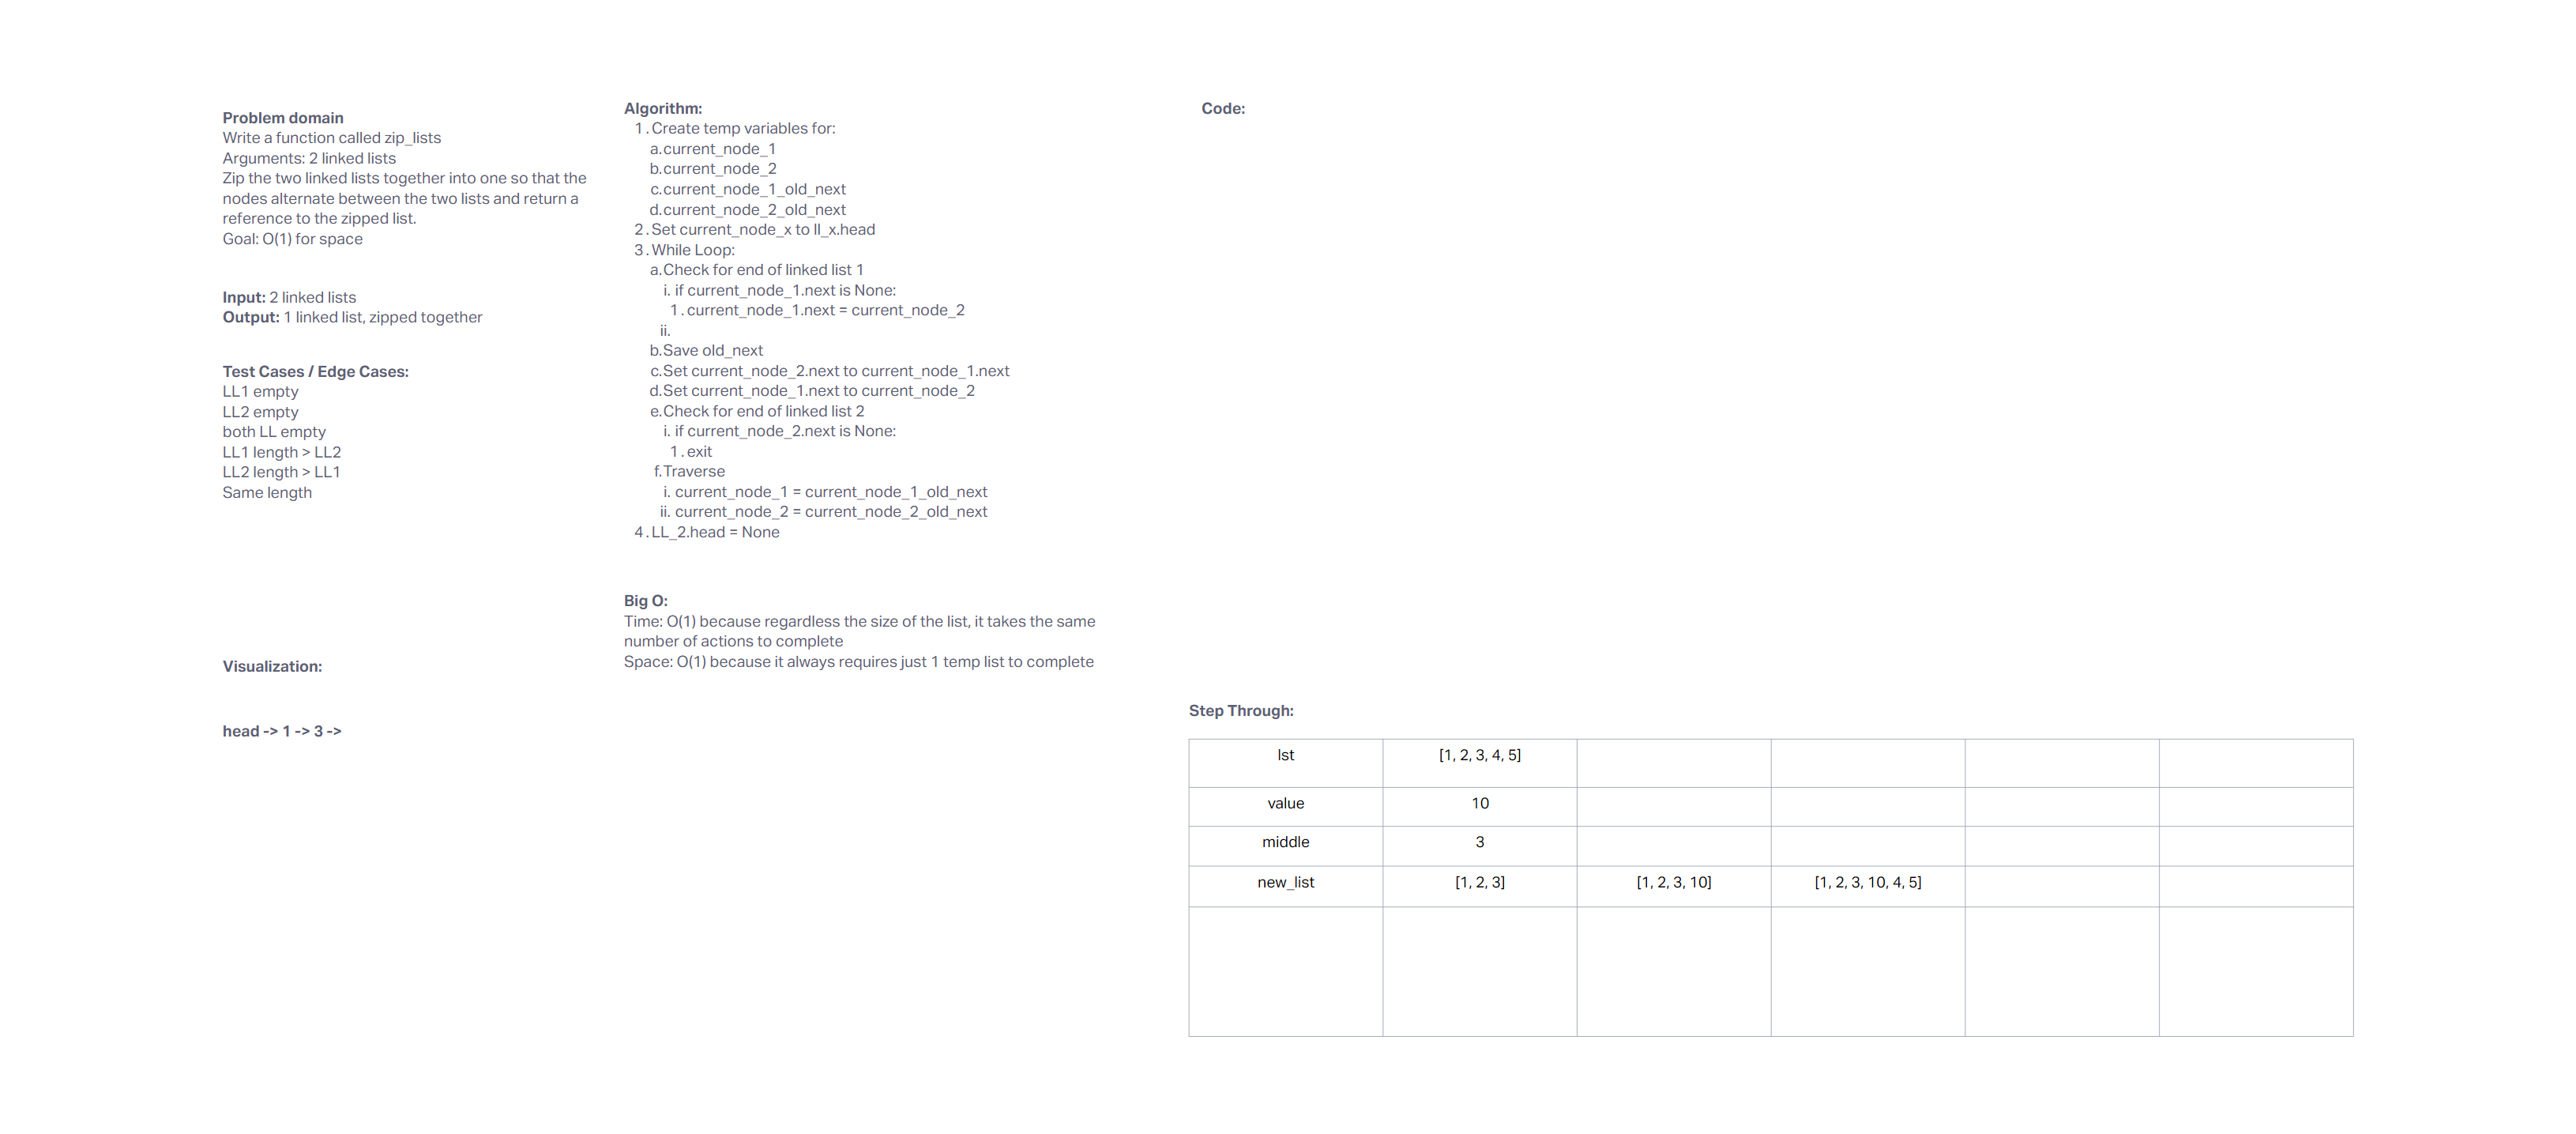 Problem domain
Write a function called zip_lists
Arguments: 2 linked lists
Zip the two linked lists together into one so that the
nodes alternate between the two lists and return a
reference to the zipped list.
Goal: O(1) for space
Input: 2 linked lists
Output: 1 linked list, zipped together
Test Cases / Edge Cases:
LL1 empty
LL2 empty
both LL empty
LL1 length > LL2
LL2 length > LL1
Same length
Visualization:
head -> 1 -> 3 ->
Algorithm:
1. Create temp variables for:
a. current_node_1
b. current_node_2
c. current_node_1_old_next
d. current_node_2_old_next
2. Set current_node_x to ll_x.head
3. While Loop:
a. Check for end of linked list 1
i. if current_node_1.next is None:
1. current_node_1.next = current_node_2
ii.
b. Save old_next
c. Set current_node_2.next to current_node_1.next
d. Set current_node_1.next to current_node_2
e. Check for end of linked list 2
i. if current_node_2.next is None:
1. exit
f. Traverse
i. current_node_1 = current_node_1_old_next
ii. current_node_2 = current_node_2_old_next
4. LL_2.head = None
Big O:
Time: O(1) because regardless the size of the list, it takes the same
number of actions to complete
Space: O(1) because it always requires just 1 temp list to complete
Code:
Step Through:
lst [1, 2, 3, 4, 5]
value 10
middle 3
new_list [1, 2, 3] [1, 2, 3, 10] [1, 2, 3, 10, 4, 5]